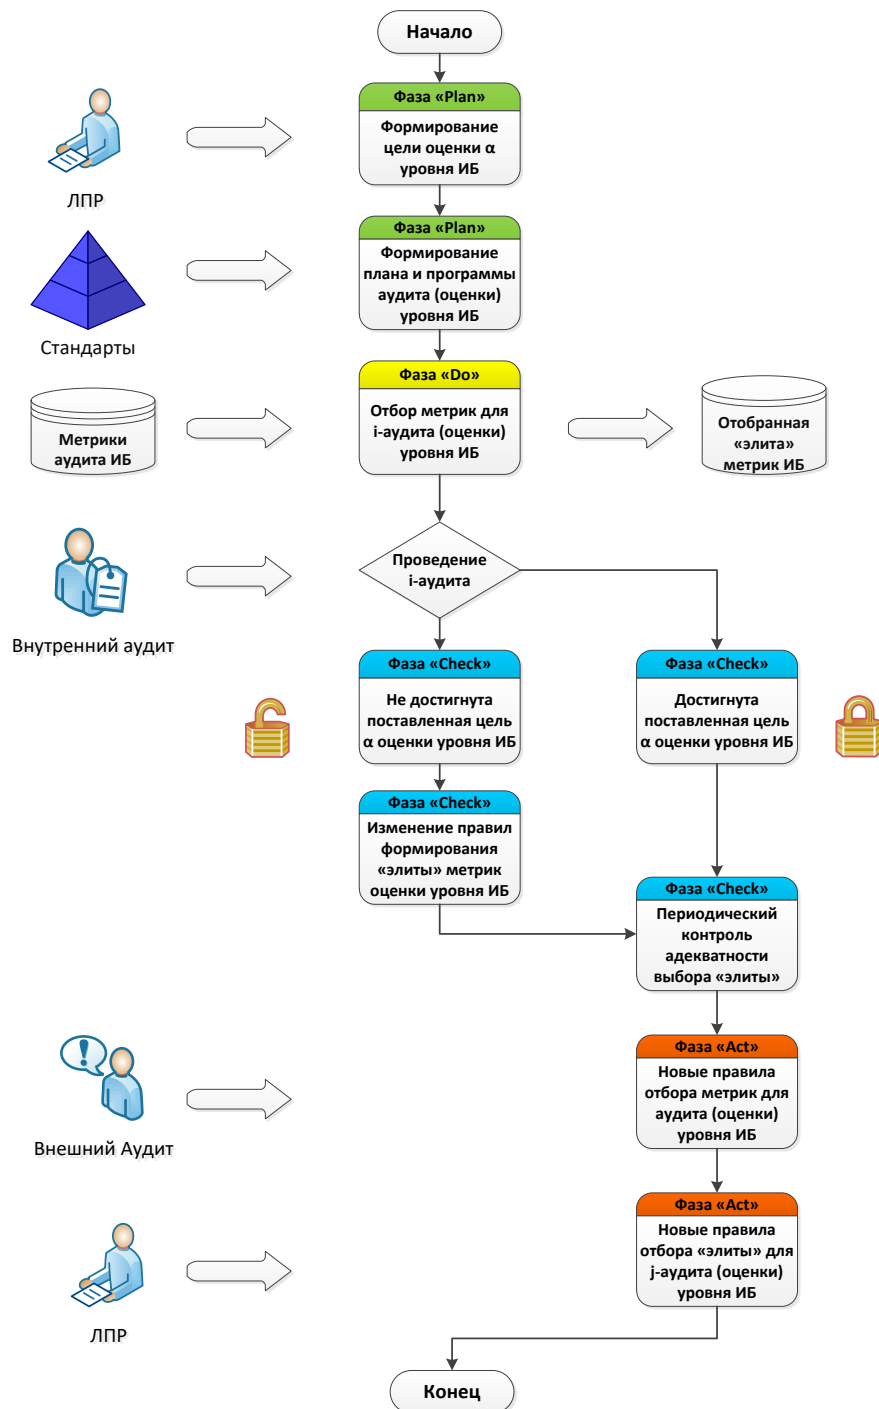 Начало
Фаза «Plan»
Формирование
цели оценки α
уровня ИБ
ЛПР
Фаза «Plan»
Формирование
плана и программы
аудита (оценки)
уровня ИБ
Стандарты
Фаза «Do»
Отбор метрик для
i-аудита (оценки)
уровня ИБ
Метрики
аудита ИБ
Отобранная
«элита»
метрик ИБ
Проведение
i-аудита
Внутренний аудит
Фаза «Check»
Не достигнута
поставленная цель
α оценки уровня ИБ
Фаза «Check»
Достигнута
поставленная цель
α оценки уровня ИБ
Фаза «Check»
Изменение правил
формирования
«элиты» метрик
оценки уровня ИБ
Фаза «Check»
Периодический
контроль
адекватности
выбора «элиты»
Фаза «Act»
Новые правила
отбора метрик для
аудита (оценки)
уровня ИБ
Внешний Аудит
Фаза «Act»
Новые правила
отбора «элиты» для
j-аудита (оценки)
уровня ИБ
ЛПР
Конец